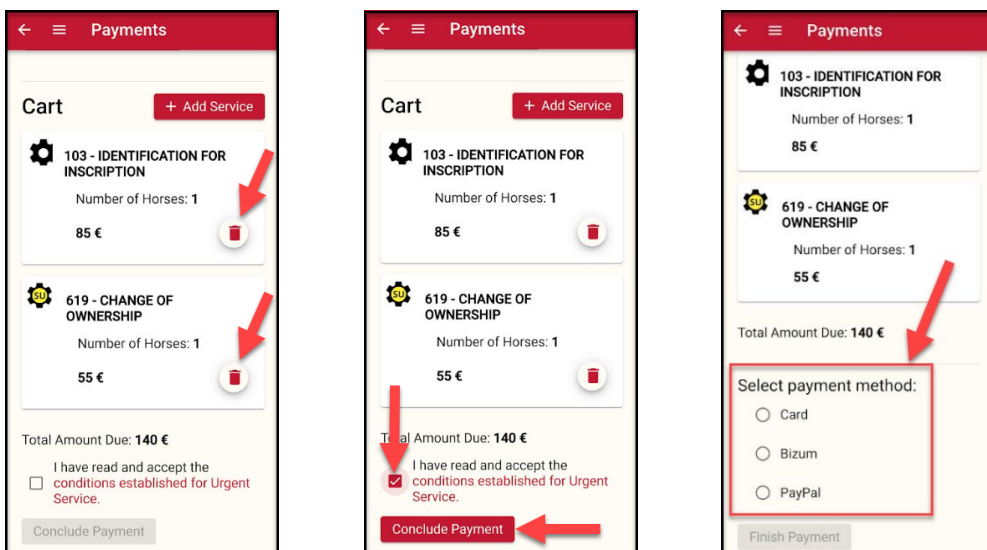 Payments
Cart
+ Add Service
103 - IDENTIFICATION FOR
INSCRIPTION
Number of Horses: 1
85 €
SU
619 - CHANGE OF
OWNERSHIP
Number of Horses: 1
55 €
Total Amount Due: 140 €
I have read and accept the
conditions established for Urgent
Service.
Conclude Payment
Payments
Cart
+ Add Service
103 - IDENTIFICATION FOR
INSCRIPTION
Number of Horses: 1
85 €
SU
619 - CHANGE OF
OWNERSHIP
Number of Horses: 1
55 €
Total Amount Due: 140 €
I have read and accept the
conditions established for Urgent
Service.
Conclude Payment
Payments
103 - IDENTIFICATION FOR
INSCRIPTION
Number of Horses: 1
85 €
SU
619 - CHANGE OF
OWNERSHIP
Number of Horses: 1
55 €
Total Amount Due: 140 €
Select payment method:
Card
Bizum
PayPal
Finish Payment